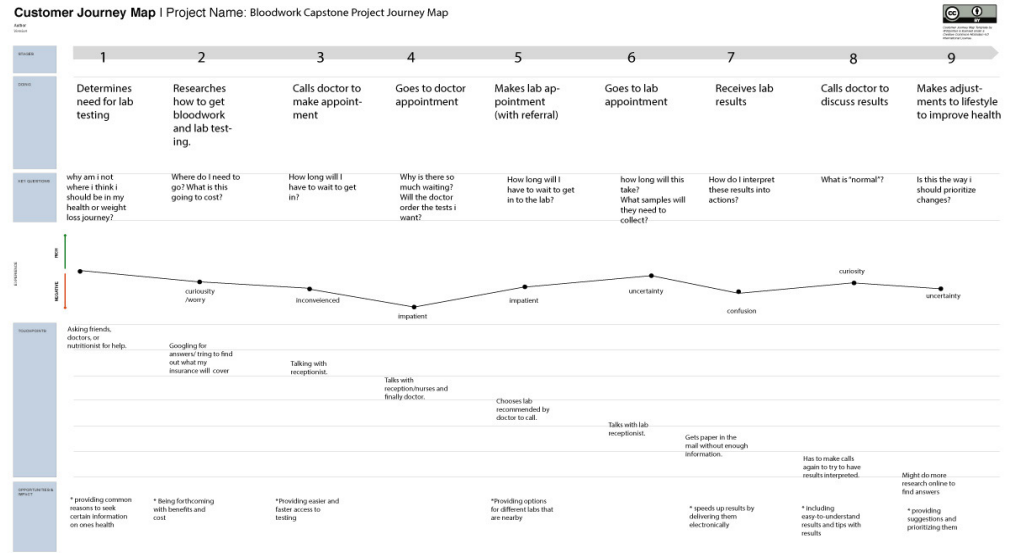 Customer Journey Map | Project Name: Bloodwork Capstone Project Journey Map
Author
CC BY
STAGES
1 2 3 4 5 6 7 8 9
Determines
need for lab
testing
Researches
how to get
bloodwork
and lab test-
ing.
Calls doctor to
make appoint-
ment
Goes to doctor
appointment
Makes lab ap-
pointment
(with referral)
Goes to lab
appointment
Receives lab
results
Calls doctor to
discuss results
Makes adjust-
ments to lifestyle
to improve health
KEY QUESTIONS
why am i not
where i think i
should be in my
health or weight
loss journey?
Where do I need to
go? What is this
going to cost?
How long will I
have to wait to get
in?
Why is there so
much waiting?
Will the doctor
order the tests i
want?
How long will I
have to wait to get
in to the lab?
how long will this
take?
What samples will
they need to
collect?
How do I interpret
these results into
actions?
What is "normal"?
Is this the way i
should prioritize
changes?
EXPERIENCE
NEGATIVE
curiousity
/worry
inconveienced
impatient
impatient
uncertainty
confusion
curiosity
uncertainty
TOUCHPOINTS
Asking friends,
doctors, or
nutritionist for help.
Googling for
answers/ tring to find
out what my
insurance will cover
Talking with
receptionist.
Talks with
reception/nurses and
finally doctor.
Chooses lab
recommended by
doctor to call.
Talks with lab
receptionist.
Gets paper in the
mail without enough
information.
Has to make calls
again to try to have
results interpreted.
Might do more
research online to
find answers
OPPORTUNITIES &
IMPACT
* providing common
reasons to seek
certain information
on ones health
* Being forthcoming
with benefits and
cost
*Providing easier and
faster access to
testing
*Providing options
for different labs that
are nearby
* speeds up results by
delivering them
electronically
* including
easy-to-understand
results and tips with
results
* providing
suggestions and
prioritizing them